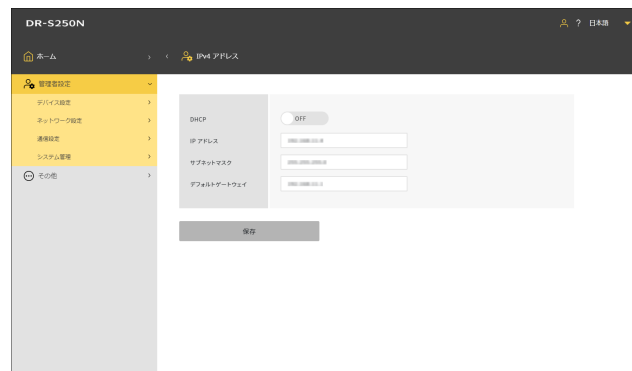 DR-S250N
? 日本語
ホーム
IPv4 アドレス
管理者設定
デバイス設定
ネットワーク設定
通信設定
システム管理
その他
DHCP
OFF
IP アドレス
サブネットマスク
デフォルトゲートウェイ
保存